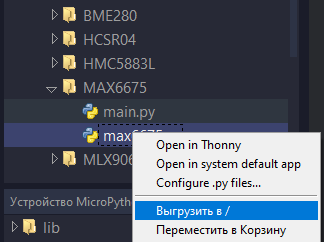 BME280
HCSR04
HMC5883L
MAX6675
main.py
max6675
MLX906
Open in Thonny
Open in system default app
Configure .py files...
Выгрузить в /
Переместить в Корзину
Устройство MicroPyth
lib